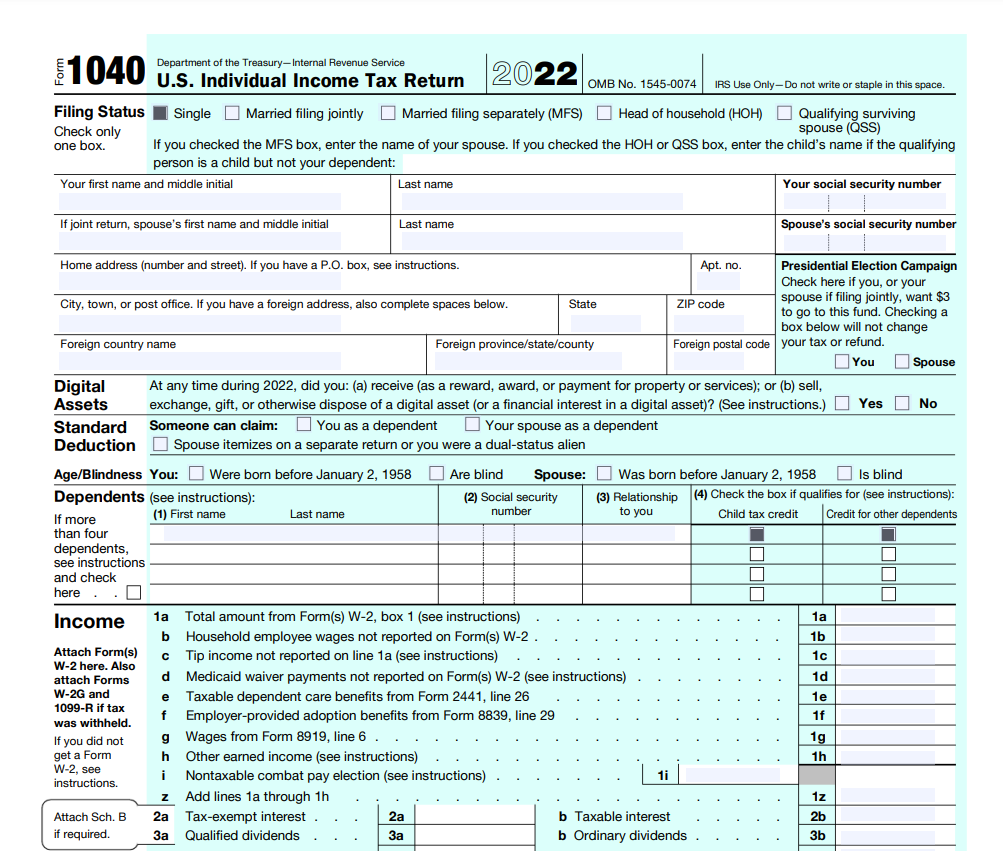 Form 1040 Department of the Treasury—Internal Revenue Service
U.S. Individual Income Tax Return 2022 OMB No. 1545-0074 IRS Use Only—Do not write or staple in this space.
Filing Status Single Married filing jointly Married filing separately (MFS) Head of household (HOH) Qualifying surviving spouse (QSS)
Check only
one box.
If you checked the MFS box, enter the name of your spouse. If you checked the HOH or QSS box, enter the child's name if the qualifying
person is a child but not your dependent:
Your first name and middle initial Last name Your social security number
If joint return, spouse's first name and middle initial Last name Spouse's social security number
Home address (number and street). If you have a P.O. box, see instructions. Apt. no.
City, town, or post office. If you have a foreign address, also complete spaces below. State ZIP code
Foreign country name Foreign province/state/county Foreign postal code
Presidential Election Campaign
Check here if you, or your
spouse if filing jointly, want $3
to go to this fund. Checking a
box below will not change
your tax or refund.
You Spouse
Digital
Assets
At any time during 2022, did you: (a) receive (as a reward, award, or payment for property or services); or (b) sell,
exchange, gift, or otherwise dispose of a digital asset (or a financial interest in a digital asset)? (See instructions.) Yes No
Standard
Deduction
Someone can claim: You as a dependent Your spouse as a dependent
Spouse itemizes on a separate return or you were a dual-status alien
Age/Blindness You: Were born before January 2, 1958 Are blind Spouse: Was born before January 2, 1958 Is blind
Dependents (see instructions):
(1) First name Last name
(2) Social security
number
(3) Relationship
to you
(4) Check the box if qualifies for (see instructions):
Child tax credit Credit for other dependents
If more
than four
dependents,
see instructions
and check
here . .
Income
Attach Form(s)
W-2 here. Also
attach Forms
W-2G and
1099-R if tax
was withheld.
If you did not
get a Form
W-2, see
instructions.
1a Total amount from Form(s) W-2, box 1 (see instructions) . . . . . . . . . . . . . 1a
b Household employee wages not reported on Form(s) W-2 . . . . . . . . . . . . . 1b
c Tip income not reported on line 1a (see instructions) . . . . . . . . . . . . . . 1c
d Medicaid waiver payments not reported on Form(s) W-2 (see instructions) . . . . . . . . 1d
e Taxable dependent care benefits from Form 2441, line 26 . . . . . . . . . . . . 1e
f Employer-provided adoption benefits from Form 8839, line 29 . . . . . . . . . . . 1f
g Wages from Form 8919, line 6 . . . . . . . . . . . . . . . . . . . . . 1g
h Other earned income (see instructions) . . . . . . . . . . . . . . . . . . 1h
i Nontaxable combat pay election (see instructions) . . . . . . . 1i
z Add lines 1a through 1h . . . . . . . . . . . . . . . . . . . . . . 1z
Attach Sch. B
if required.
2a Tax-exempt interest . . . 2a b Taxable interest . . . . . 2b
3a Qualified dividends . . . 3a b Ordinary dividends . . . . . 3b